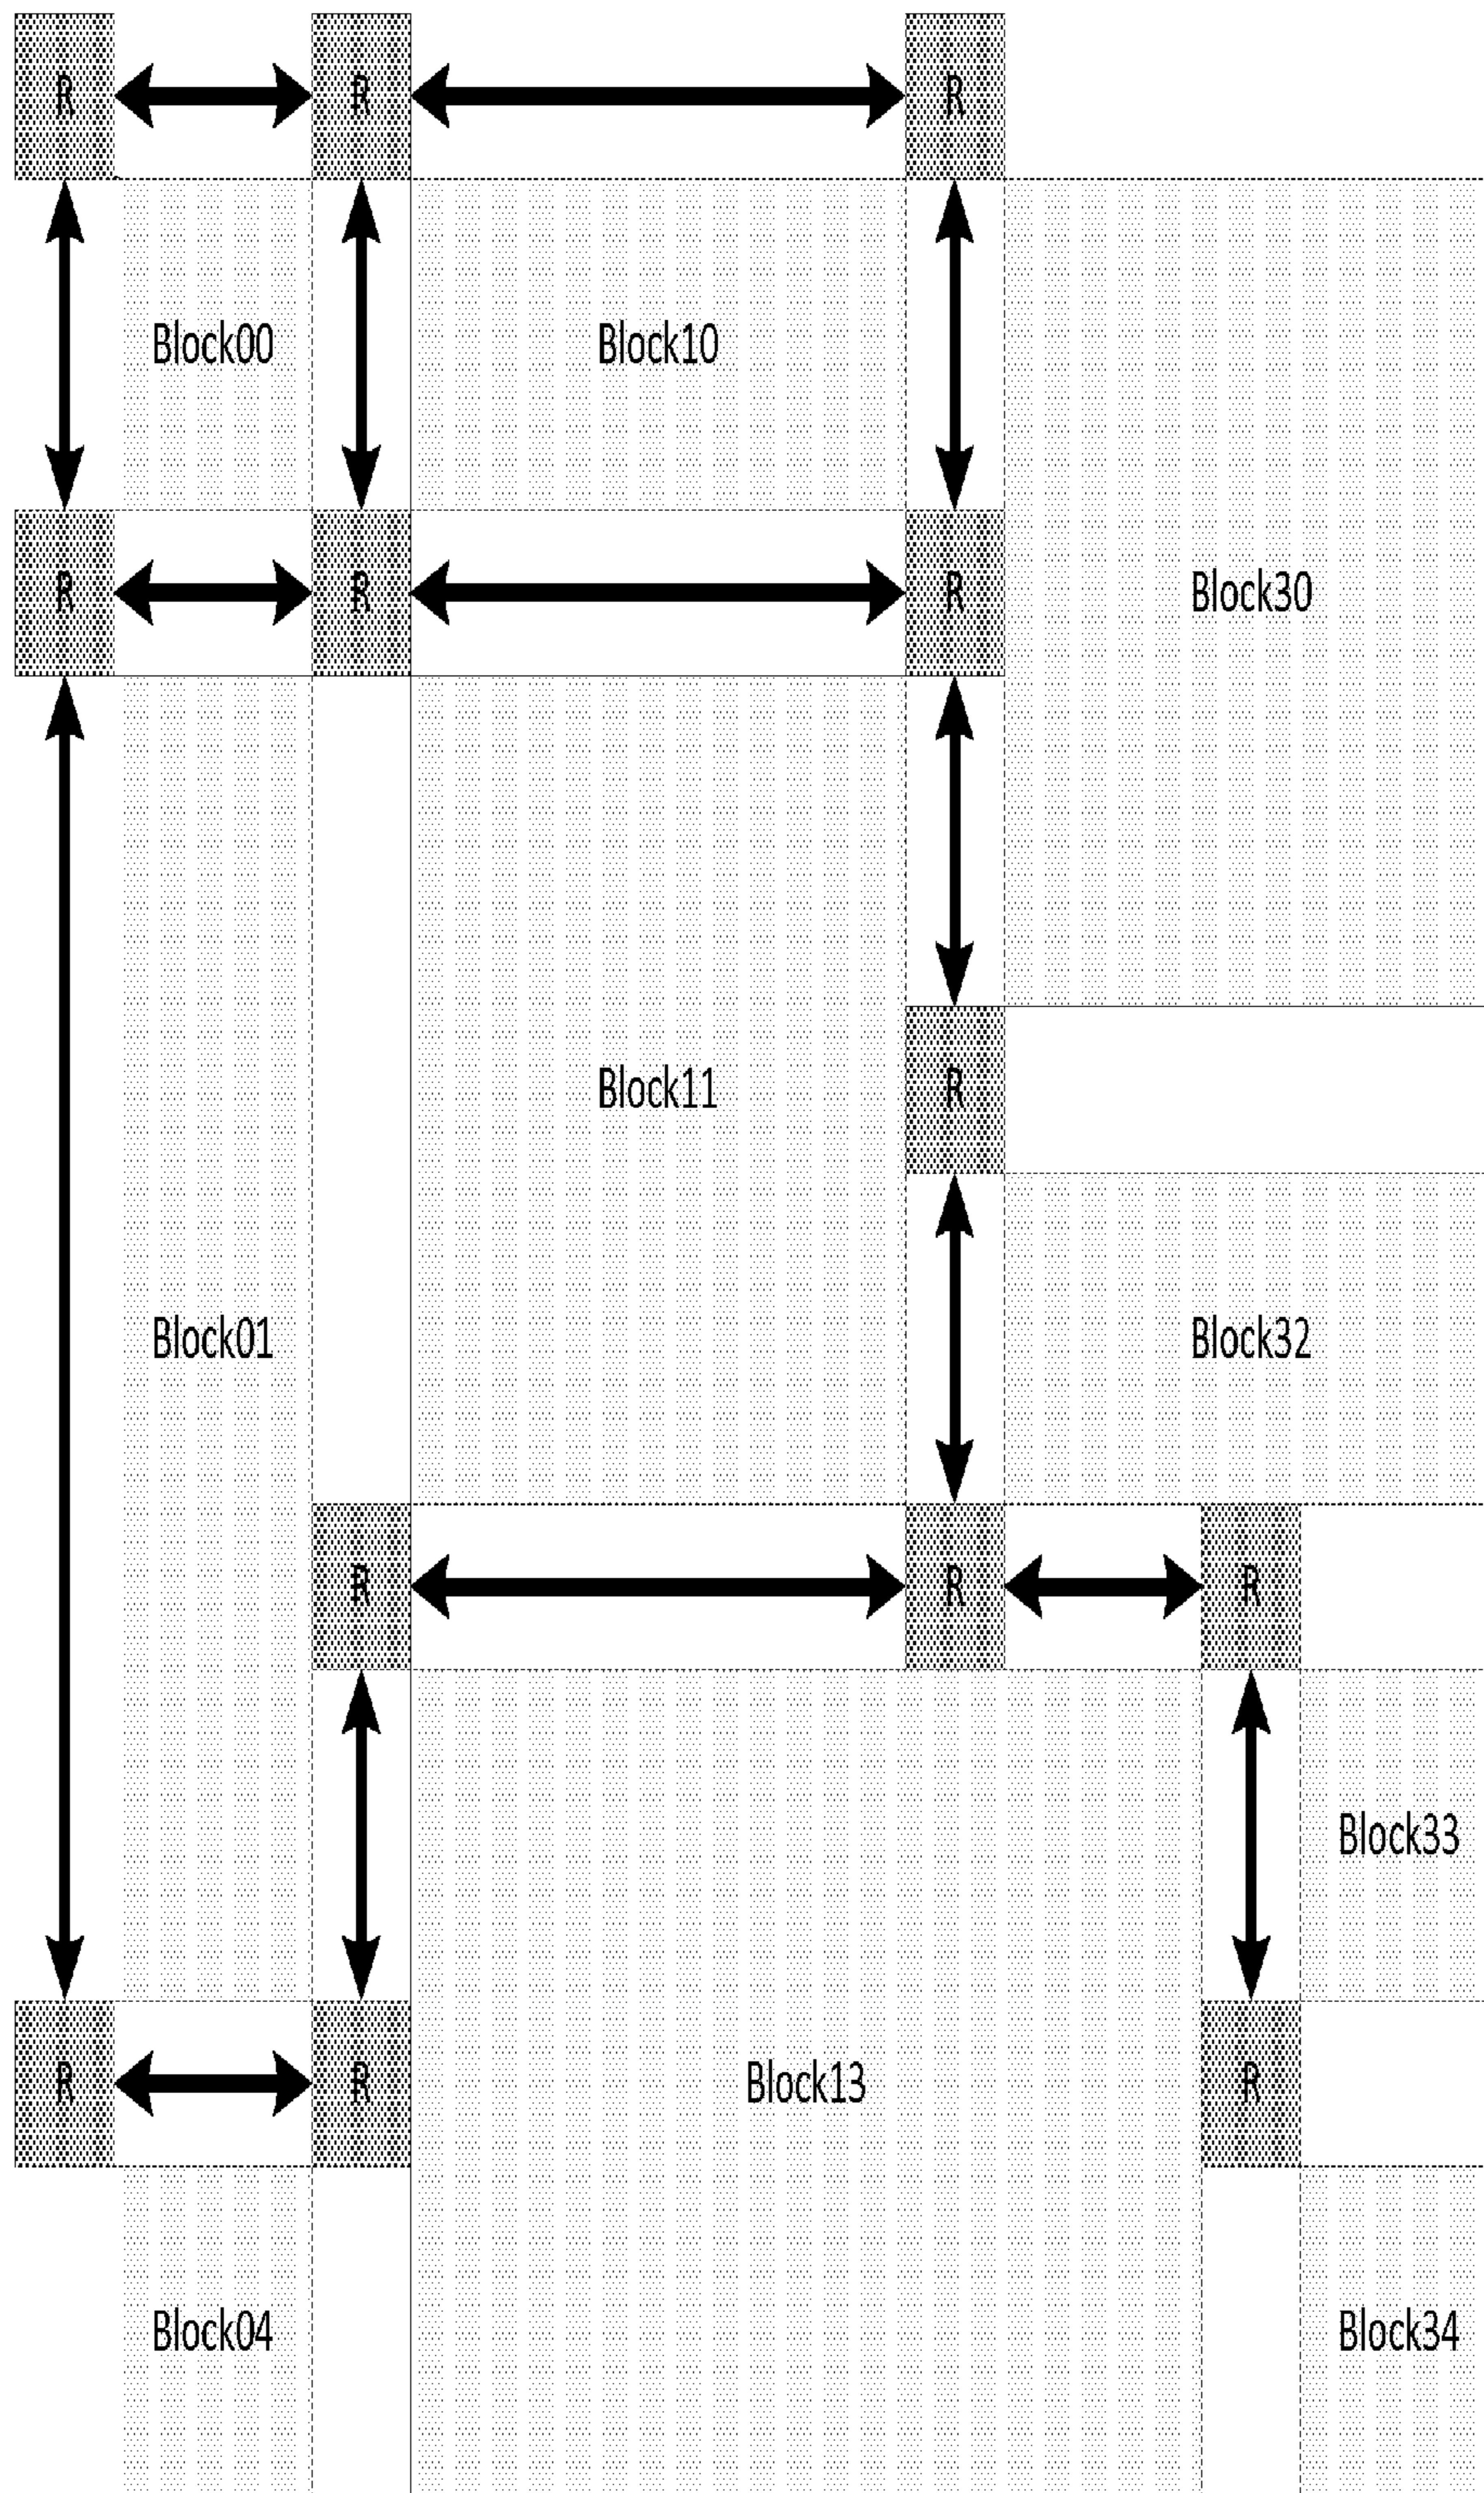 R R R
Block00 Block10
R R R Block30
R
Block11
Block01 Block32
R R R
Block33
R R Block13 R
Block04 Block34